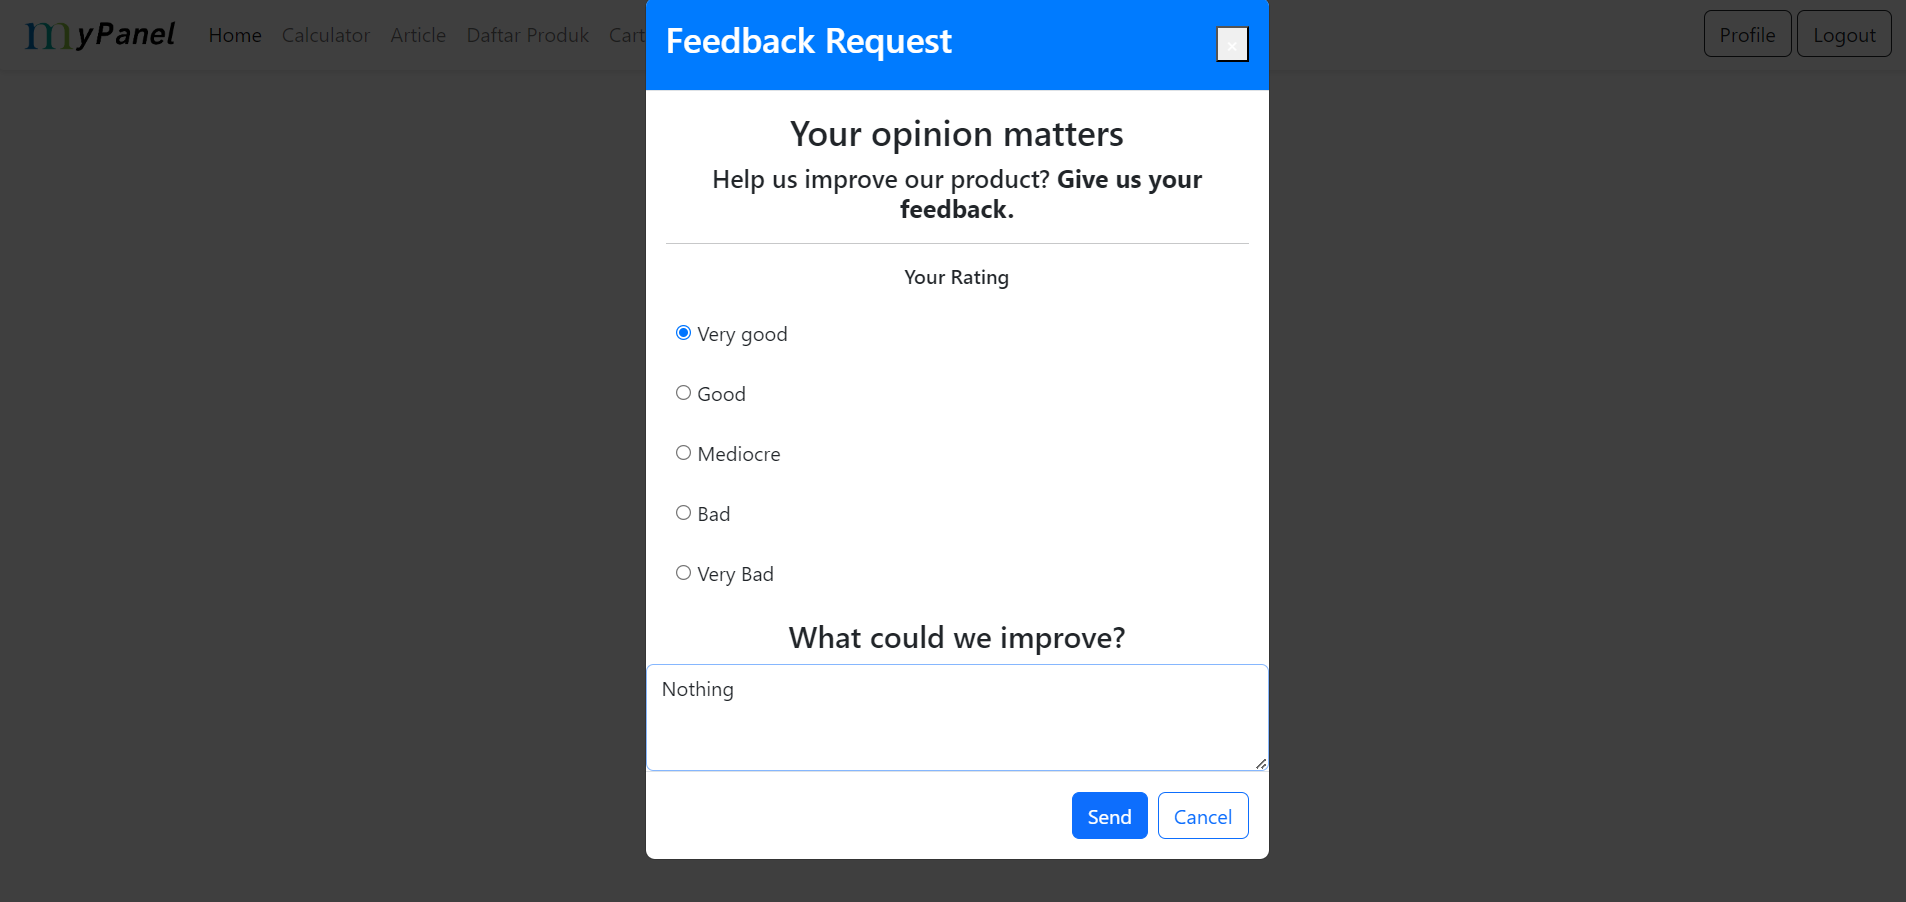 myPanel Home Calculator Article Daftar Produk Cart Profile Logout
Feedback Request ×
Your opinion matters
Help us improve our product? Give us your
feedback.
Your Rating
Very good
Good
Mediocre
Bad
Very Bad
What could we improve?
Nothing
Send Cancel